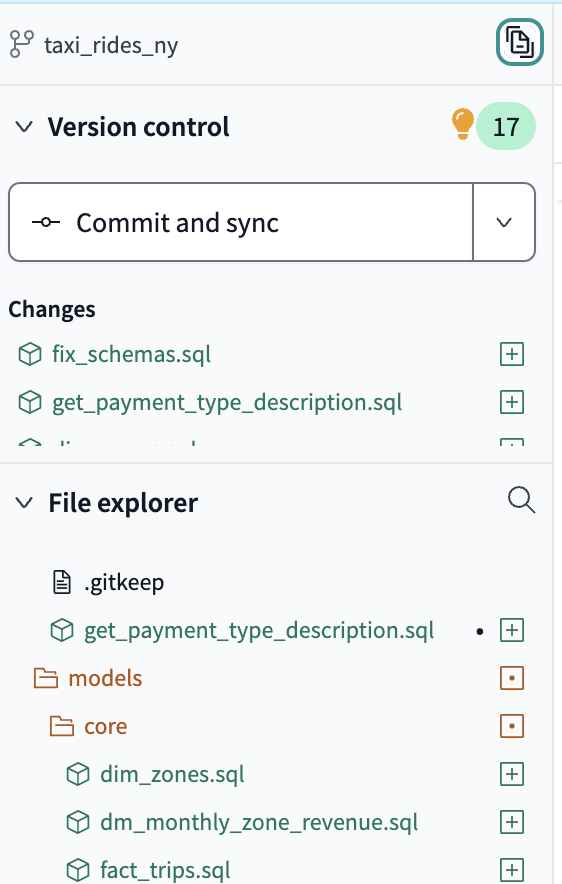 taxi_rides_ny
Version control
17
Commit and sync
Changes
fix_schemas.sql
get_payment_type_description.sql
File explorer
.gitkeep
get_payment_type_description.sql
models
core
dim_zones.sql
dm_monthly_zone_revenue.sql
fact_trips.sql